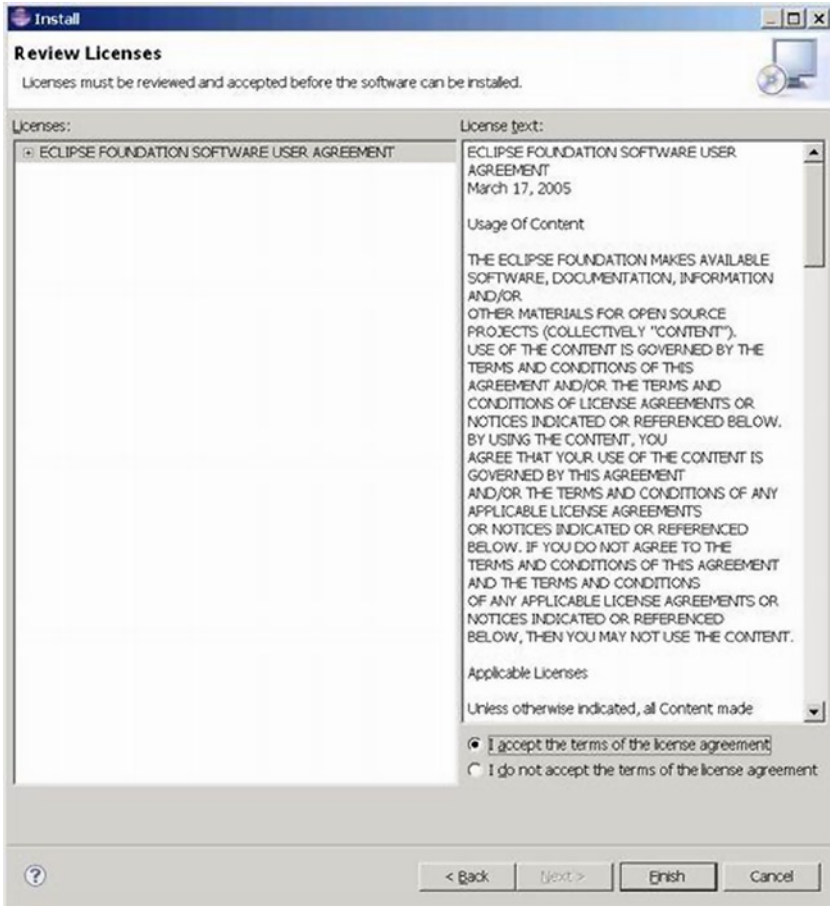 Install
Review Licenses
Licenses must be reviewed and accepted before the software can be installed.
Licenses:
ECLIPSE FOUNDATION SOFTWARE USER AGREEMENT
License text:
ECLIPSE FOUNDATION SOFTWARE USER
AGREEMENT
March 17, 2005
Usage Of Content
THE ECLIPSE FOUNDATION MAKES AVAILABLE
SOFTWARE, DOCUMENTATION, INFORMATION
AND/OR
OTHER MATERIALS FOR OPEN SOURCE
PROJECTS (COLLECTIVELY "CONTENT").
USE OF THE CONTENT IS GOVERNED BY THE
TERMS AND CONDITIONS OF THIS
AGREEMENT AND/OR THE TERMS AND
CONDITIONS OF LICENSE AGREEMENTS OR
NOTICES INDICATED OR REFERENCED BELOW.
BY USING THE CONTENT, YOU
AGREE THAT YOUR USE OF THE CONTENT IS
GOVERNED BY THIS AGREEMENT
AND/OR THE TERMS AND CONDITIONS OF ANY
APPLICABLE LICENSE AGREEMENTS
OR NOTICES INDICATED OR REFERENCED
BELOW. IF YOU DO NOT AGREE TO THE
TERMS AND CONDITIONS OF THIS AGREEMENT
AND THE TERMS AND CONDITIONS
OF ANY APPLICABLE LICENSE AGREEMENTS OR
NOTICES INDICATED OR REFERENCED
BELOW, THEN YOU MAY NOT USE THE CONTENT.
Applicable Licenses
Unless otherwise indicated, all Content made
I accept the terms of the license agreement
I do not accept the terms of the license agreement
?
< Back
Next >
Finish
Cancel